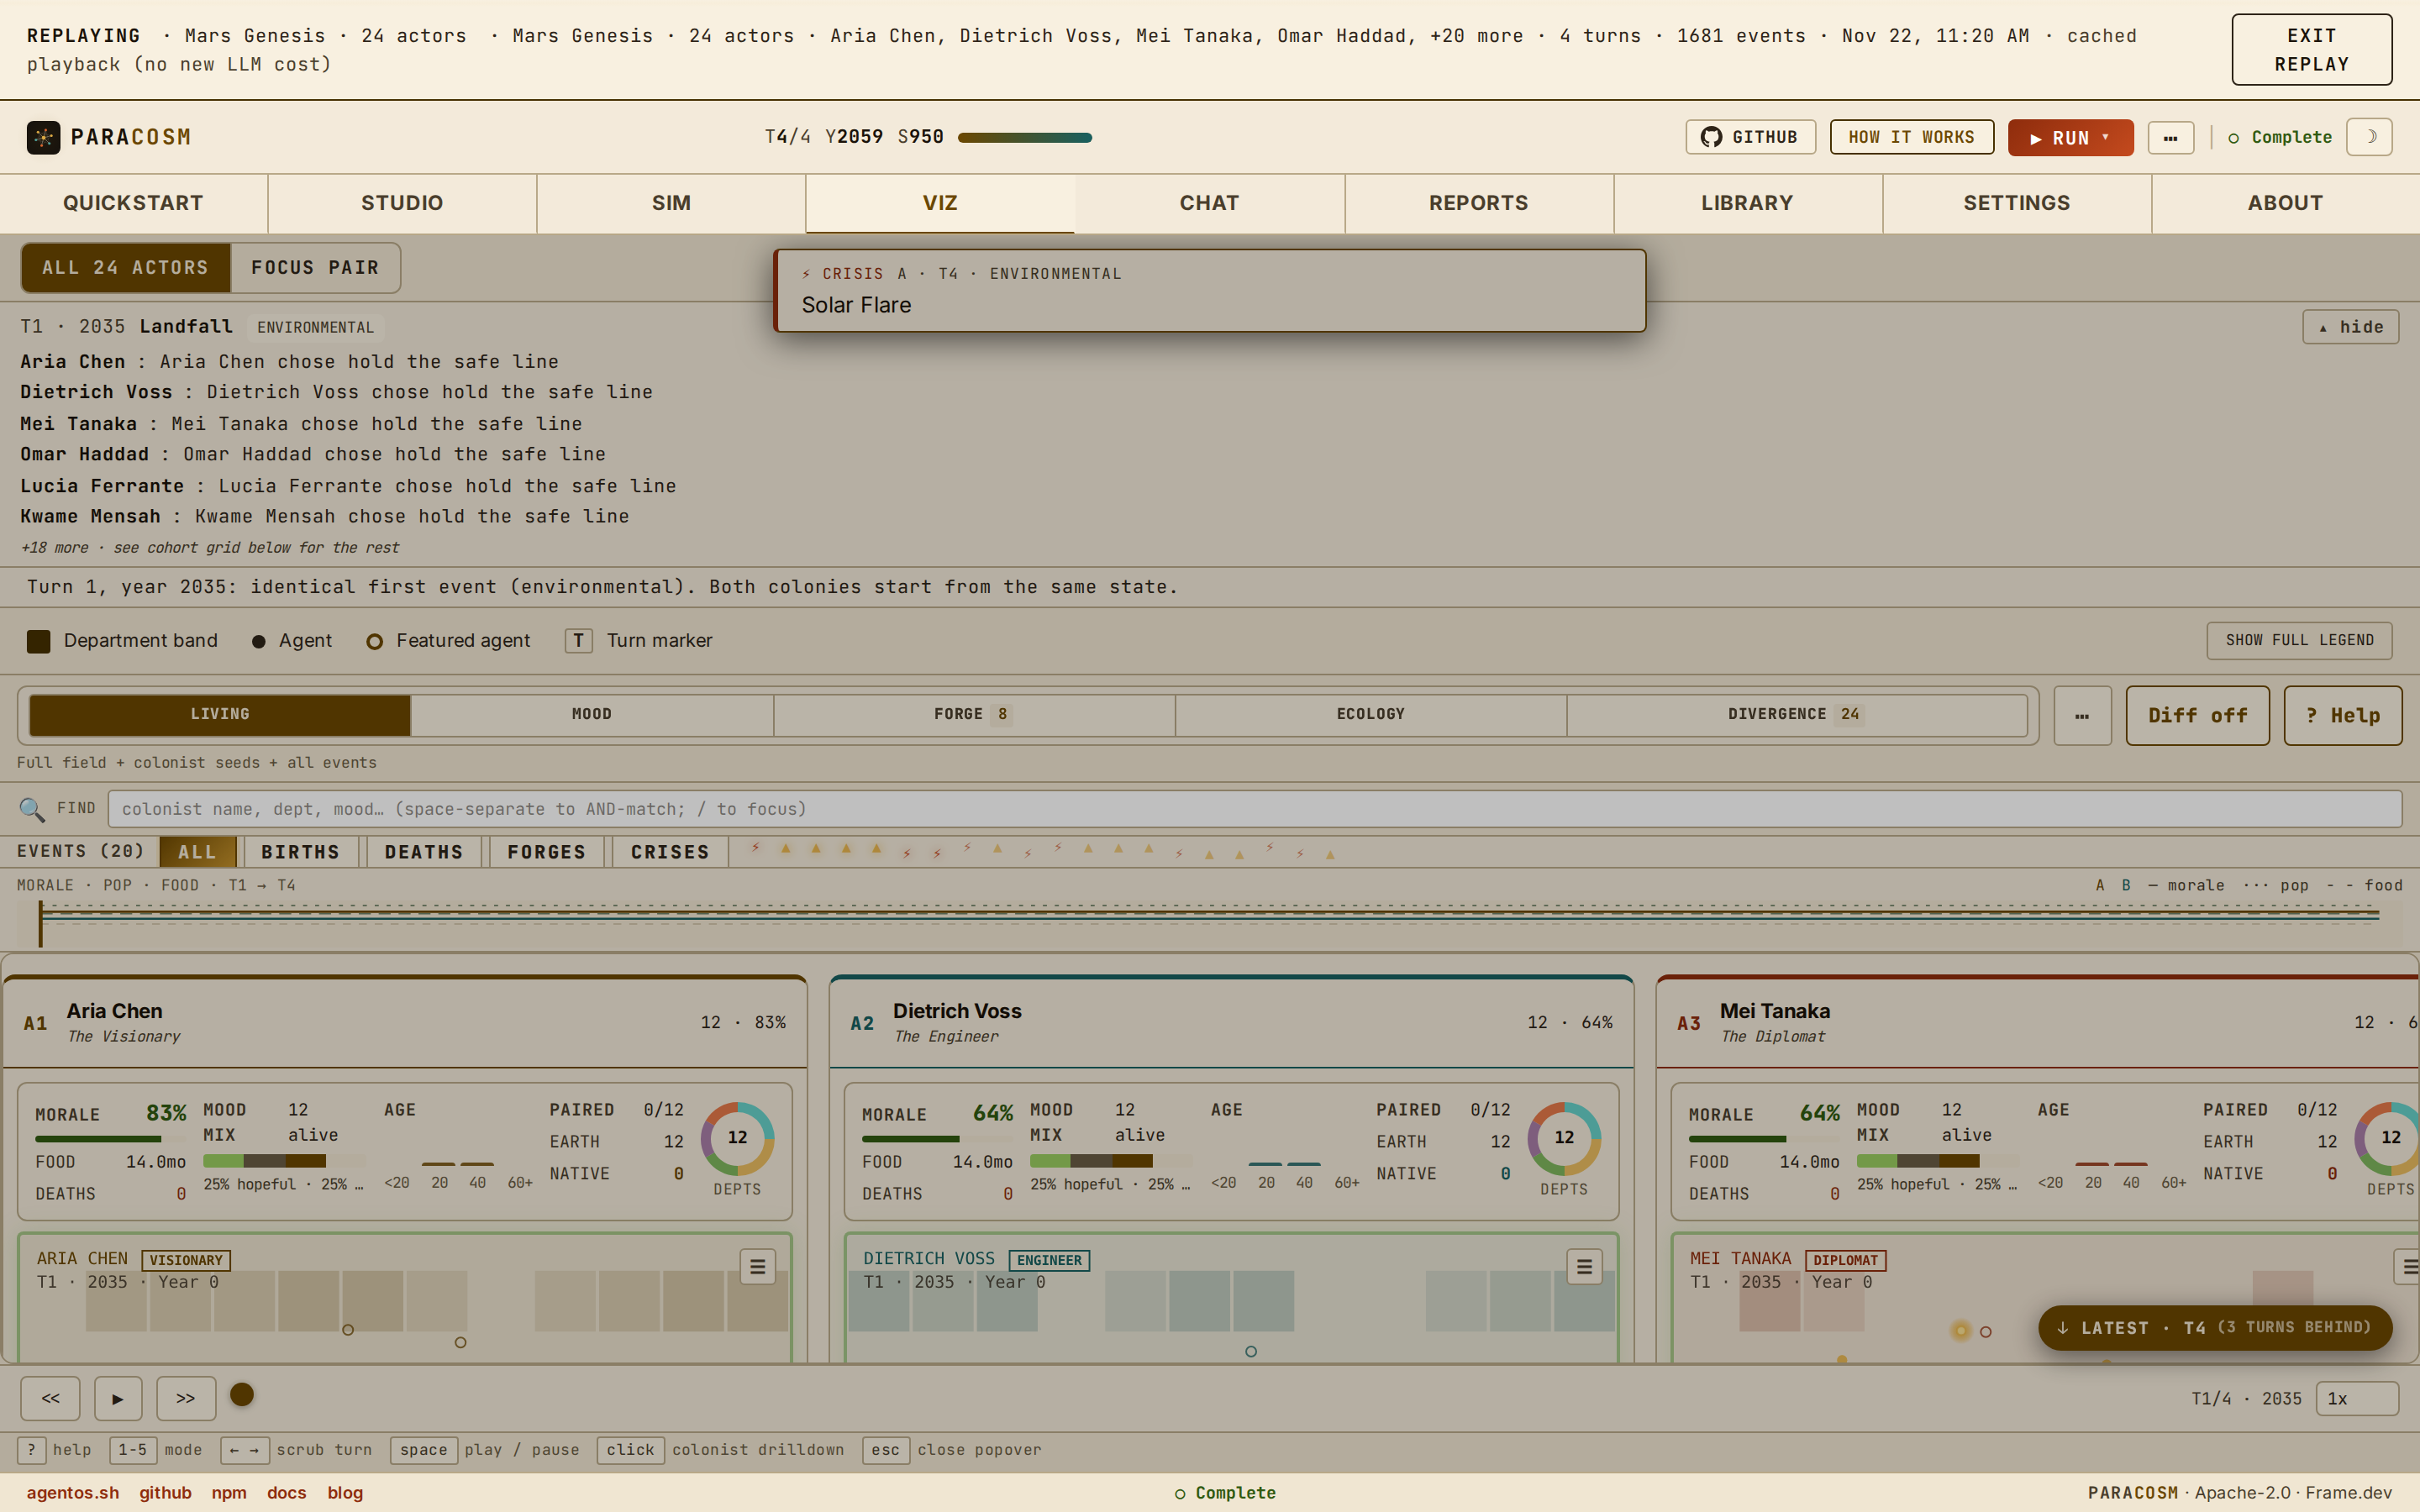 REPLAYING · Mars Genesis · 24 actors · Mars Genesis · 24 actors · Aria Chen, Dietrich Voss, Mei Tanaka, Omar Haddad, +20 more · 4 turns · 1681 events · Nov 22, 11:20 AM · cached
playback (no new LLM cost)
EXIT
REPLAY
PARACOSM
T4/4 Y2059 S950
GITHUB
HOW IT WORKS
▶ RUN ▾
⋯
○ Complete
☽
QUICKSTART
STUDIO
SIM
VIZ
CHAT
REPORTS
LIBRARY
SETTINGS
ABOUT
ALL 24 ACTORS
FOCUS PAIR
⚡ CRISIS A · T4 · ENVIRONMENTAL
Solar Flare
T1 · 2035 Landfall ENVIRONMENTAL
▴ hide
Aria Chen : Aria Chen chose hold the safe line
Dietrich Voss : Dietrich Voss chose hold the safe line
Mei Tanaka : Mei Tanaka chose hold the safe line
Omar Haddad : Omar Haddad chose hold the safe line
Lucia Ferrante : Lucia Ferrante chose hold the safe line
Kwame Mensah : Kwame Mensah chose hold the safe line
+18 more · see cohort grid below for the rest
Turn 1, year 2035: identical first event (environmental). Both colonies start from the same state.
Department band
Agent
Featured agent
T Turn marker
SHOW FULL LEGEND
LIVING
MOOD
FORGE 8
ECOLOGY
DIVERGENCE 24
⋯
Diff off
? Help
Full field + colonist seeds + all events
🔍 FIND
colonist name, dept, mood… (space-separate to AND-match; / to focus)
EVENTS (20)
ALL
BIRTHS
DEATHS
FORGES
CRISES
MORALE · POP · FOOD · T1 → T4
A B — morale ··· pop - - food
A1 Aria Chen
The Visionary
12 · 83%
A2 Dietrich Voss
The Engineer
12 · 64%
A3 Mei Tanaka
The Diplomat
12 · 6
MORALE 83%
FOOD 14.0mo
DEATHS 0
MOOD MIX 12 alive
25% hopeful · 25% …
AGE
<20 20 40 60+
PAIRED 0/12
EARTH 12
NATIVE 0
12
DEPTS
MORALE 64%
FOOD 14.0mo
DEATHS 0
MOOD MIX 12 alive
25% hopeful · 25% …
AGE
<20 20 40 60+
PAIRED 0/12
EARTH 12
NATIVE 0
12
DEPTS
MORALE 64%
FOOD 14.0mo
DEATHS 0
MOOD MIX 12 alive
25% hopeful · 25% …
AGE
<20 20 40 60+
PAIRED 0/12
EARTH 12
NATIVE 0
12
DEPTS
ARIA CHEN VISIONARY
T1 · 2035 · Year 0
☰
DIETRICH VOSS ENGINEER
T1 · 2035 · Year 0
☰
MEI TANAKA DIPLOMAT
T1 · 2035 · Year 0
☰
↓ LATEST · T4 (3 TURNS BEHIND)
<<
▶
>>
T1/4 · 2035
1x
? help
1-5 mode
← → scrub turn
space play / pause
click colonist drilldown
esc close popover
agentos.sh github npm docs blog
○ Complete
PARACOSM · Apache-2.0 · Frame.dev